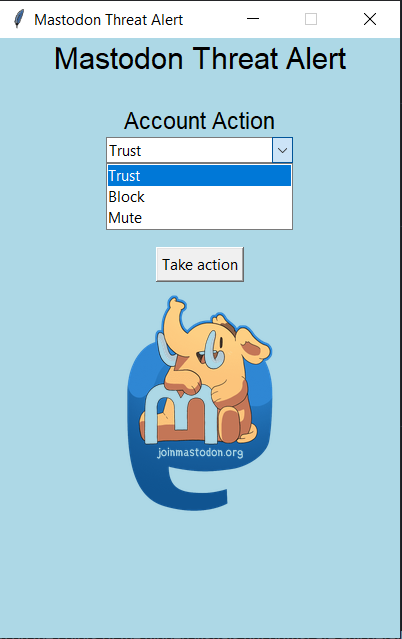 Mastodon Threat Alert
Mastodon Threat Alert
Account Action
Trust
Trust
Block
Mute
Take action
joinmastodon.org